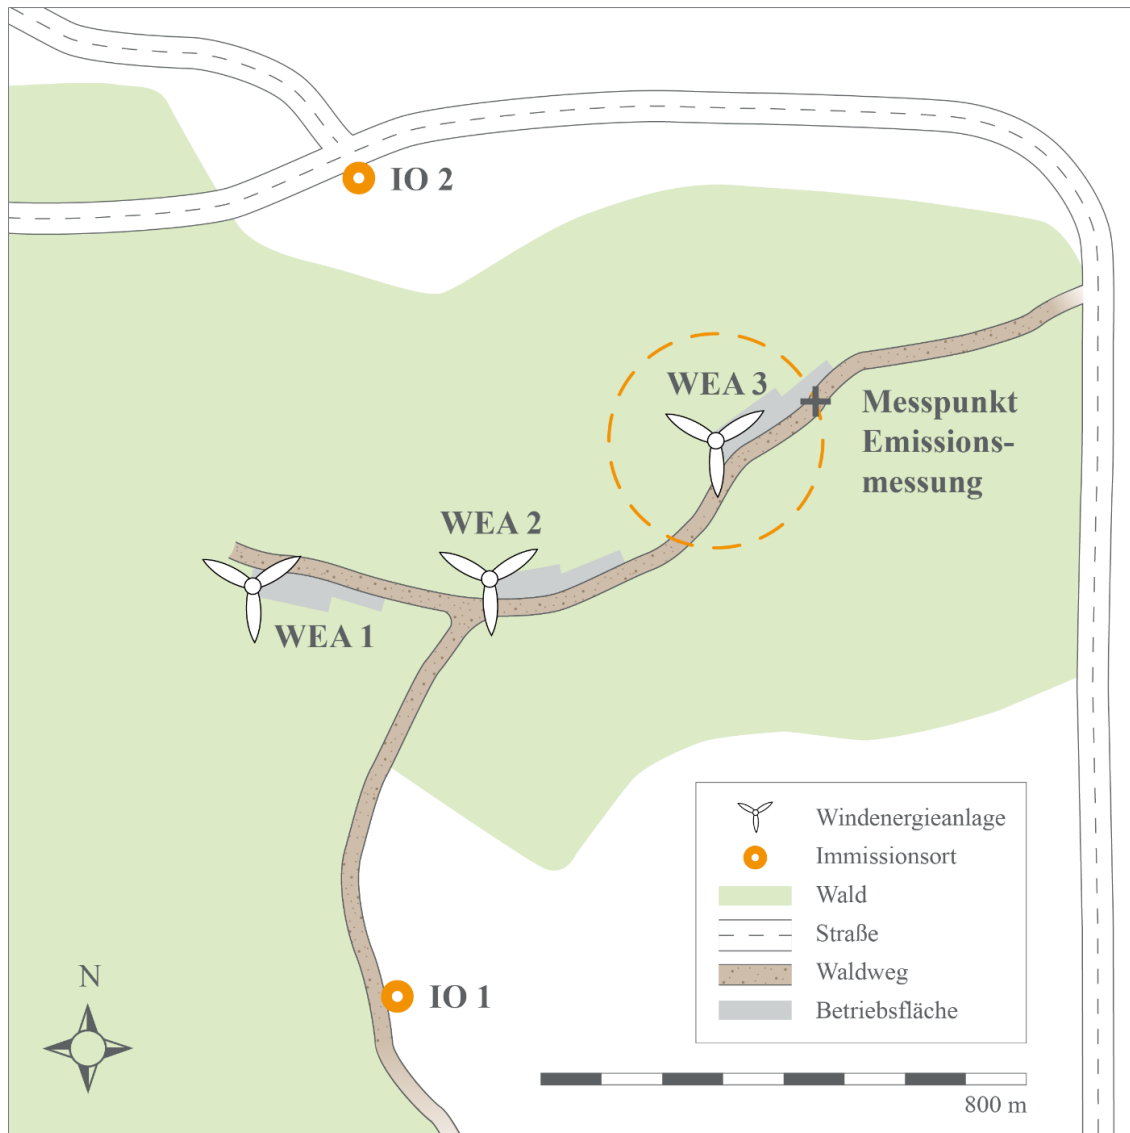 IO 2
WEA 3
Messpunkt
Emissions-
messung
WEA 2
WEA 1
IO 1
N
Windenergieanlage
Immissionsort
Wald
Straße
Waldweg
Betriebsfläche
800 m